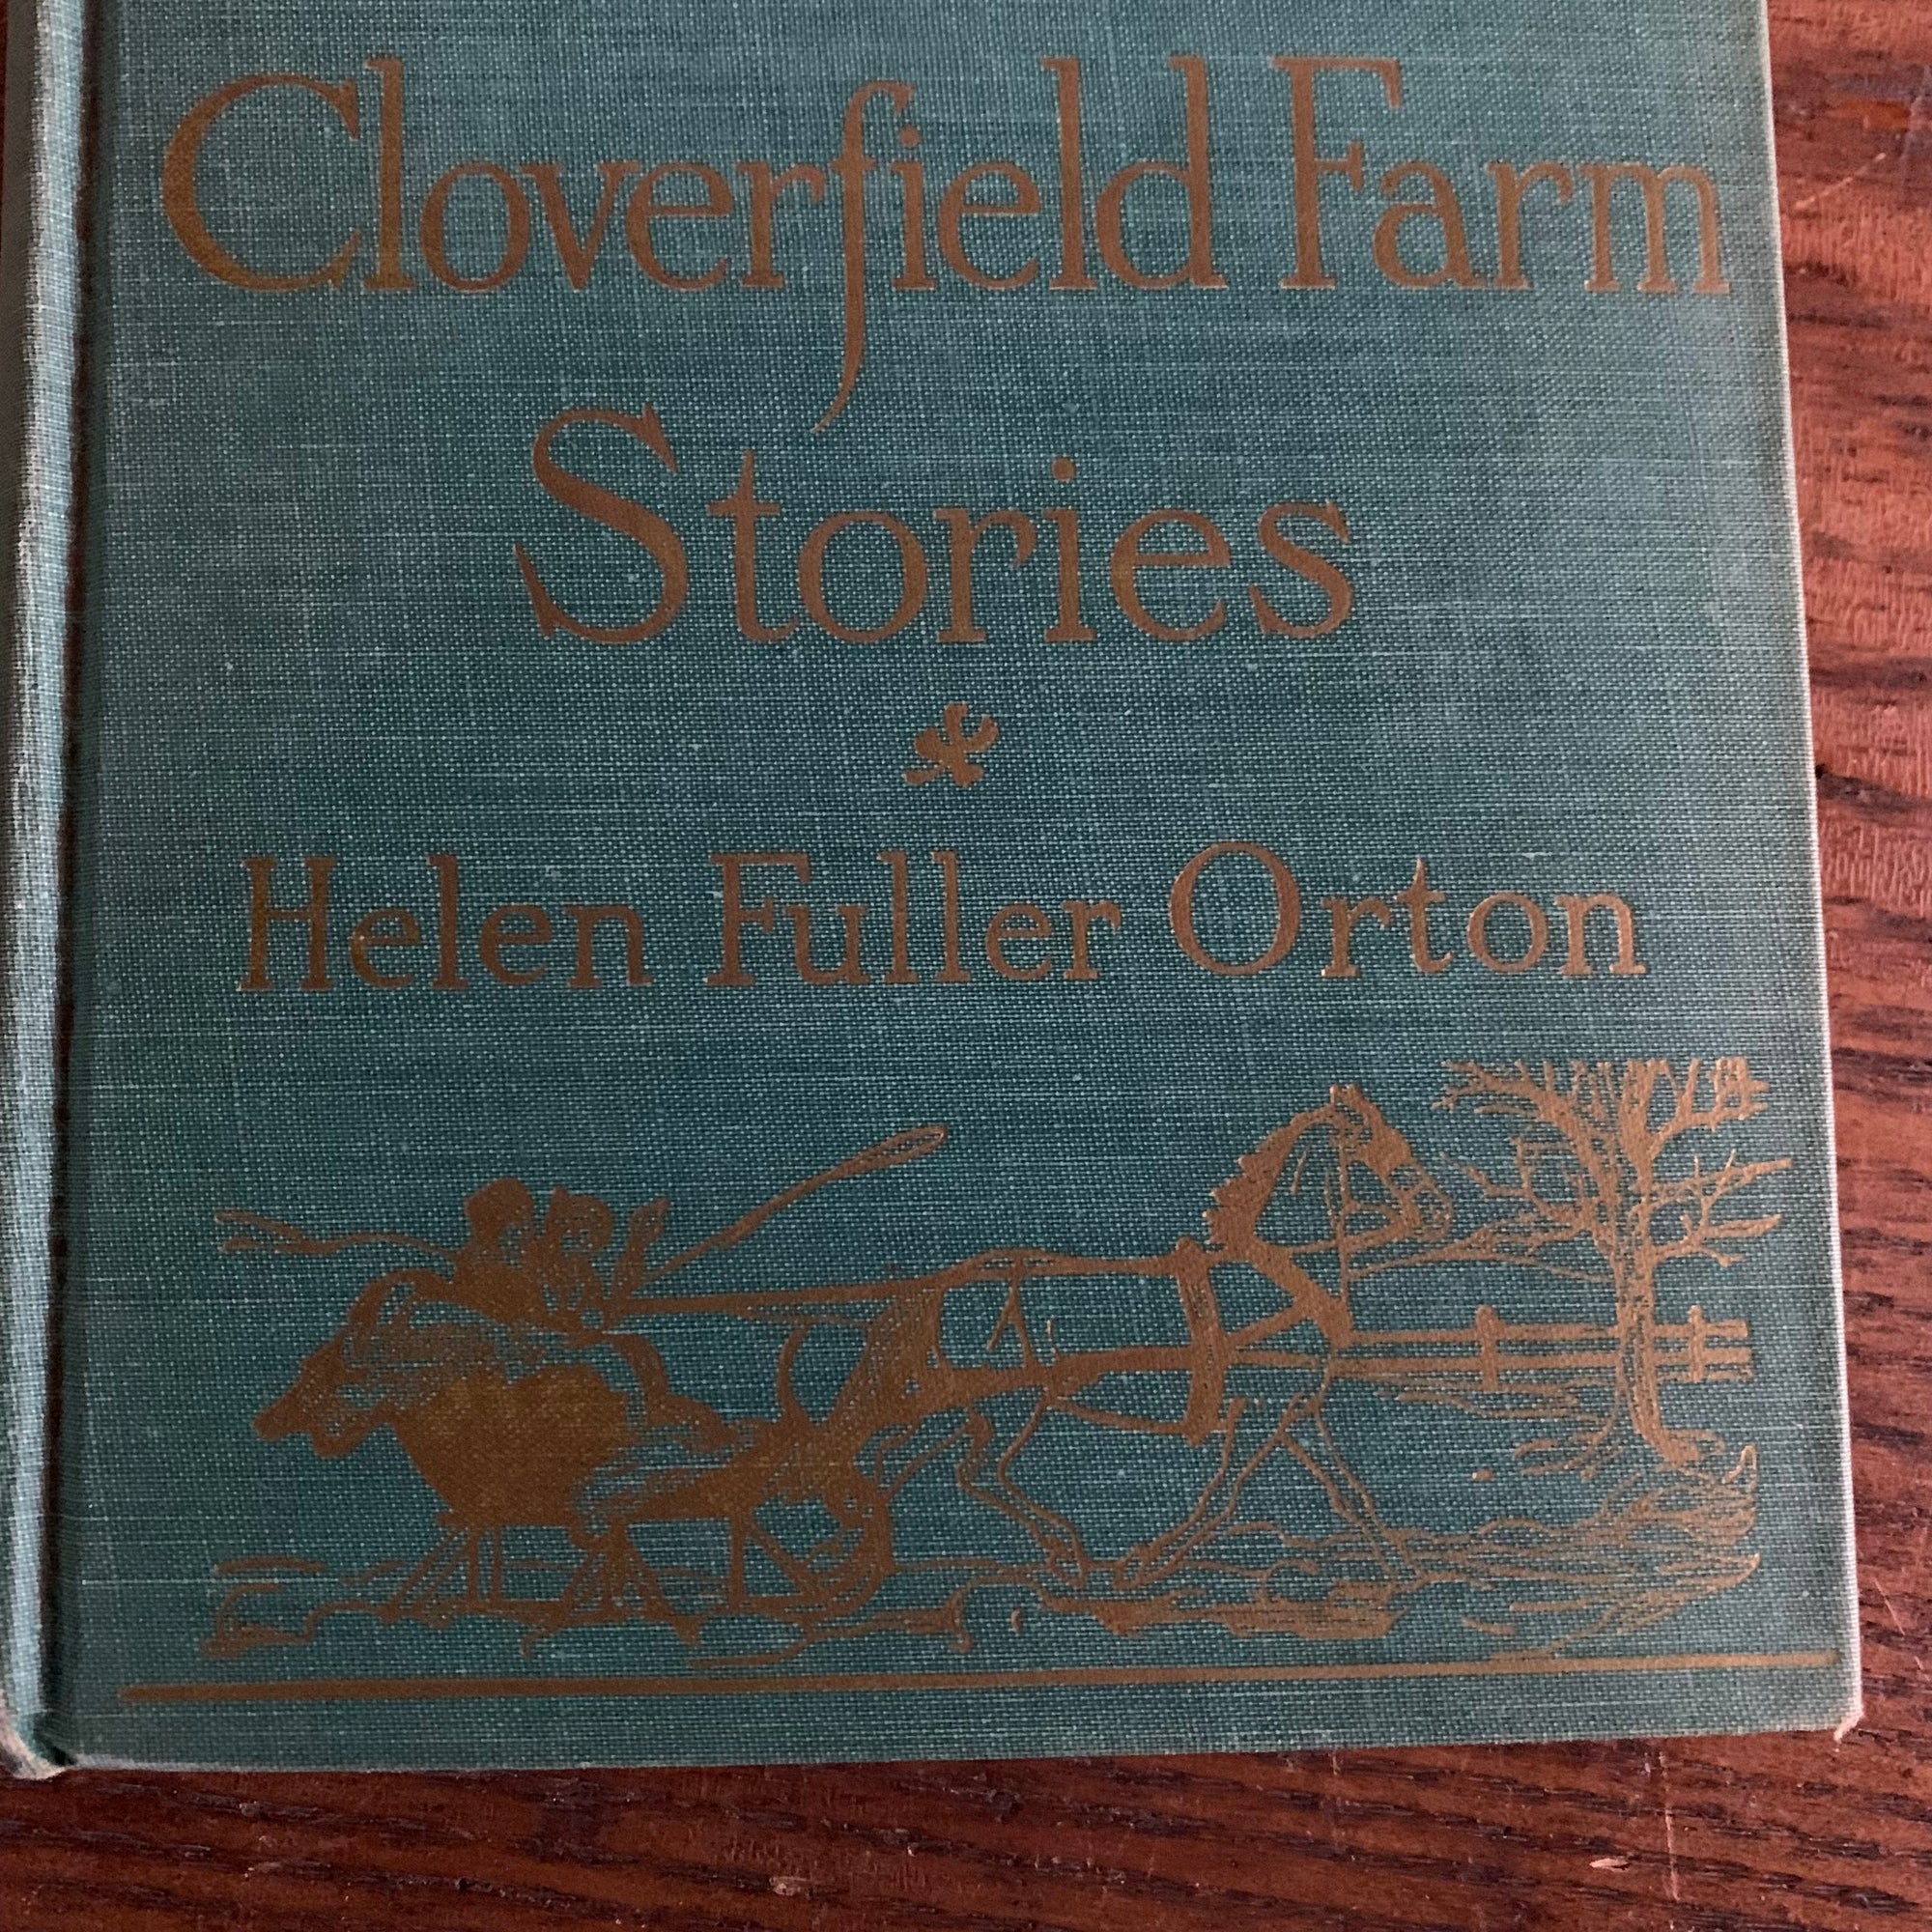 Cloverfield Farm
Stories
Helen Fuller Orton